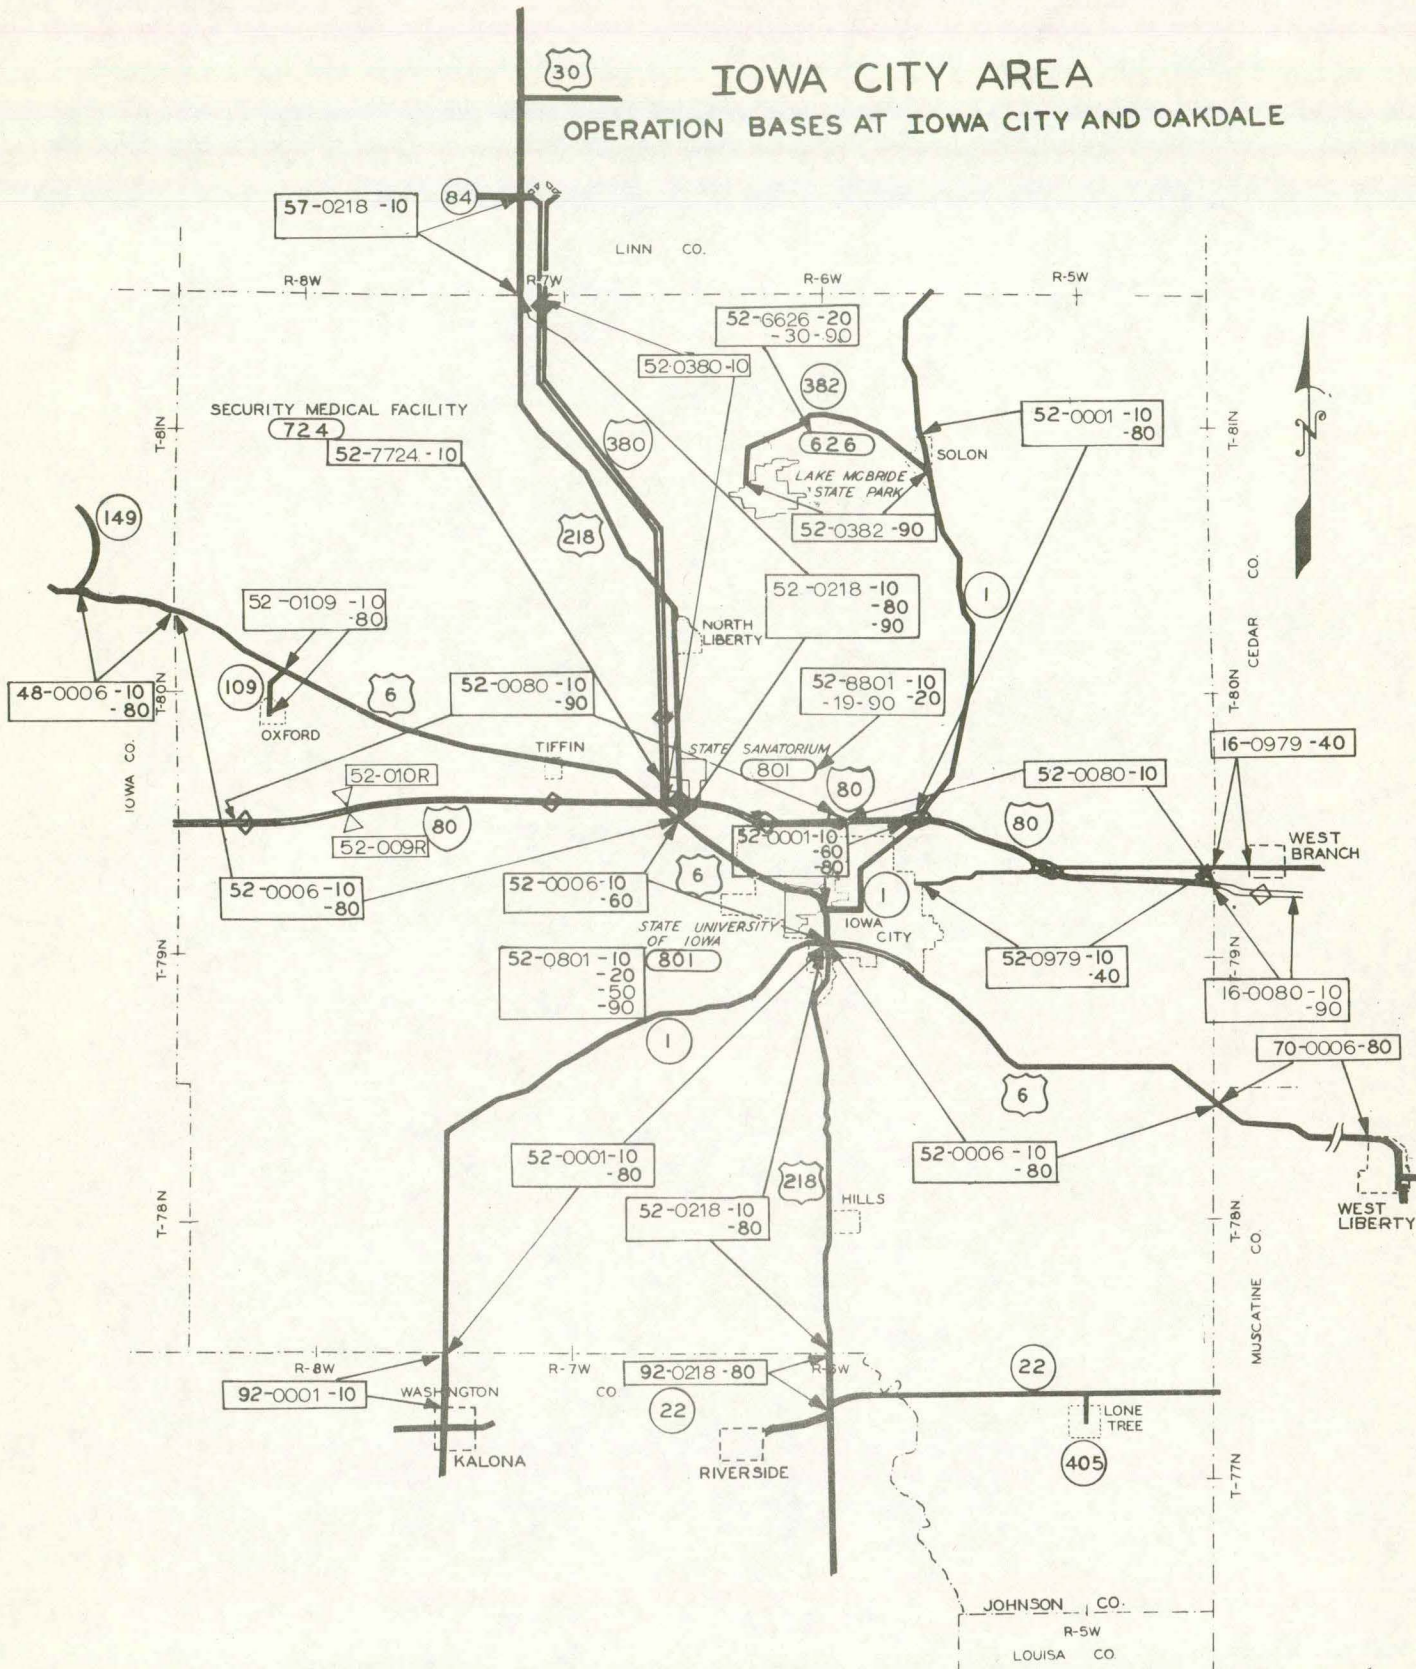 30
IOWA CITY AREA
OPERATION BASES AT IOWA CITY AND OAKDALE
84
57-0218 -10
LINN CO.
R-8W
R-7W
R-6W
R-5W
52-6626 -20
-30-90
52-0380-10
382
SECURITY MEDICAL FACILITY
724
52-7724 -10
T-81N
380
626
52-0001 -10
-80
T-81N
SOLON
LAKE MCBRIDE
STATE PARK
52-0382 -90
149
218
N
52-0109 -10
-80
52-0218 -10
-80
-90
1
CEDAR CO.
NORTH
LIBERTY
48-0006 -10
-80
T-80N
109
6
52-0080 -10
-90
52-8801 -10
-19-90 -20
T-80N
OXFORD
TIFFIN
STATE SANATORIUM
801
16-0979 -40
IOWA CO.
52-010R
80
52-0080-10
80
52-009R
80
52-0001-10
-60
-80
WEST
BRANCH
52-0006-10
-80
52-0006-10
-60
6
1
IOWA
CITY
STATE UNIVERSITY
OF IOWA
801
T-79N
52-0801 -10
-20
-50
-90
52-0979-10
-40
T-79N
16-0080-10
-90
1
70-0006-80
6
52-0001-10
-80
52-0006 -10
-80
218
HILLS
T-78N
52-0218 -10
-80
T-78N
WEST
LIBERTY
MUSCATINE CO.
R-8W
R-7W
R-6W
92-0001 -10
WASHINGTON CO.
92-0218 -80
22
22
LONE
TREE
KALONA
RIVERSIDE
405
T-77N
JOHNSON CO.
R-5W
LOUISA CO